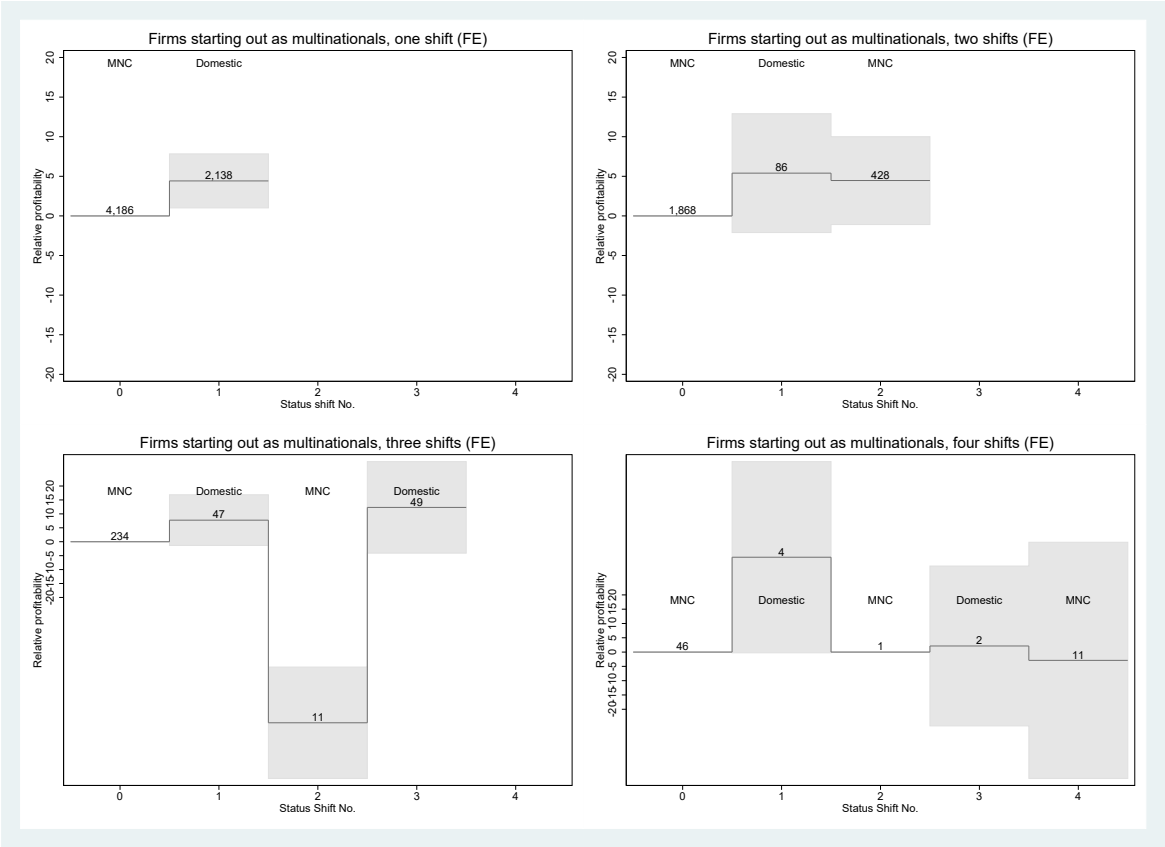 Firms starting out as multinationals, one shift (FE)
MNC Domestic
20
15
10
5
0
-5
-10
-15
-20
Relative profitability
4,186
2,138
0 1 2 3 4
Status shift No.
Firms starting out as multinationals, two shifts (FE)
MNC Domestic MNC
20
15
10
5
0
-5
-10
-15
-20
Relative profitability
1,868
86
428
0 1 2 3 4
Status Shift No.
Firms starting out as multinationals, three shifts (FE)
MNC Domestic MNC Domestic
20
15
10
5
0
-5
-10
-15
-20
Relative profitability
234
47
11
49
0 1 2 3 4
Status Shift No.
Firms starting out as multinationals, four shifts (FE)
MNC Domestic MNC Domestic MNC
20
15
10
5
0
-5
-10
-15
-20
Relative profitability
46
4
1
2
11
0 1 2 3 4
Status Shift No.